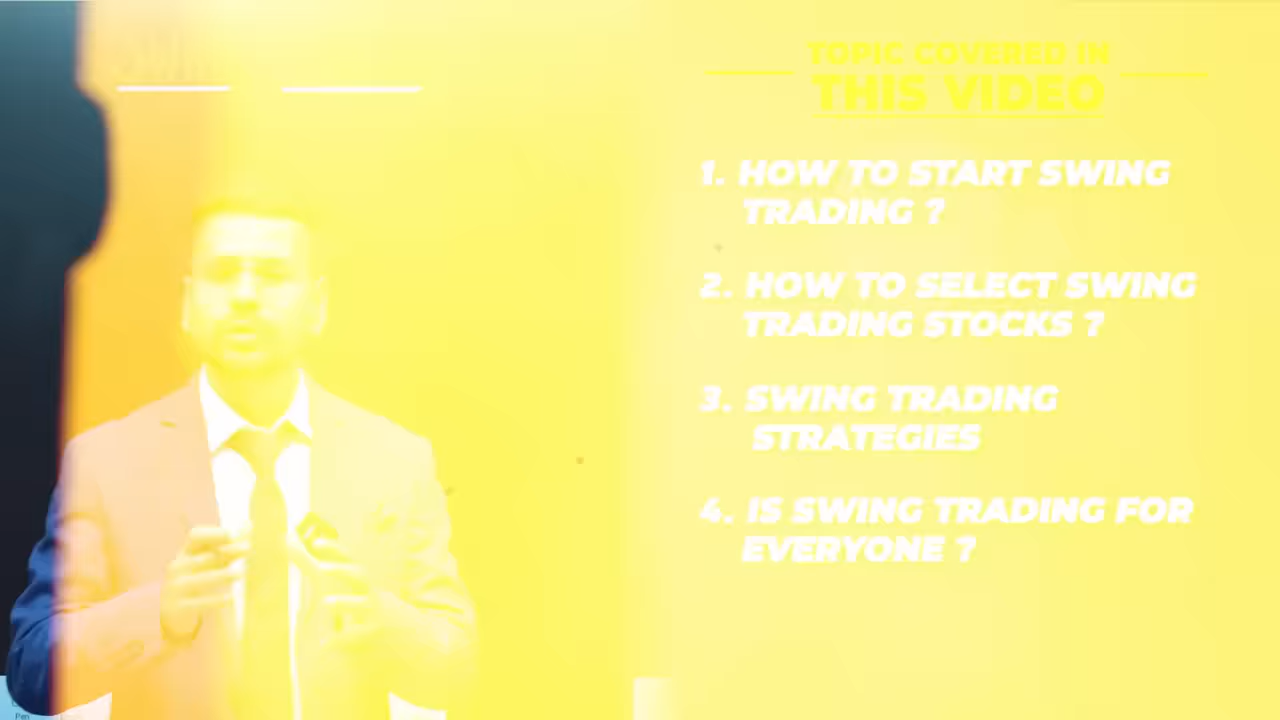 TOPIC COVERED IN
THIS VIDEO
1. HOW TO START SWING
TRADING ?
2. HOW TO SELECT SWING
TRADING STOCKS ?
3. SWING TRADING
STRATEGIES
4. IS SWING TRADING FOR
EVERYONE ?
Pen